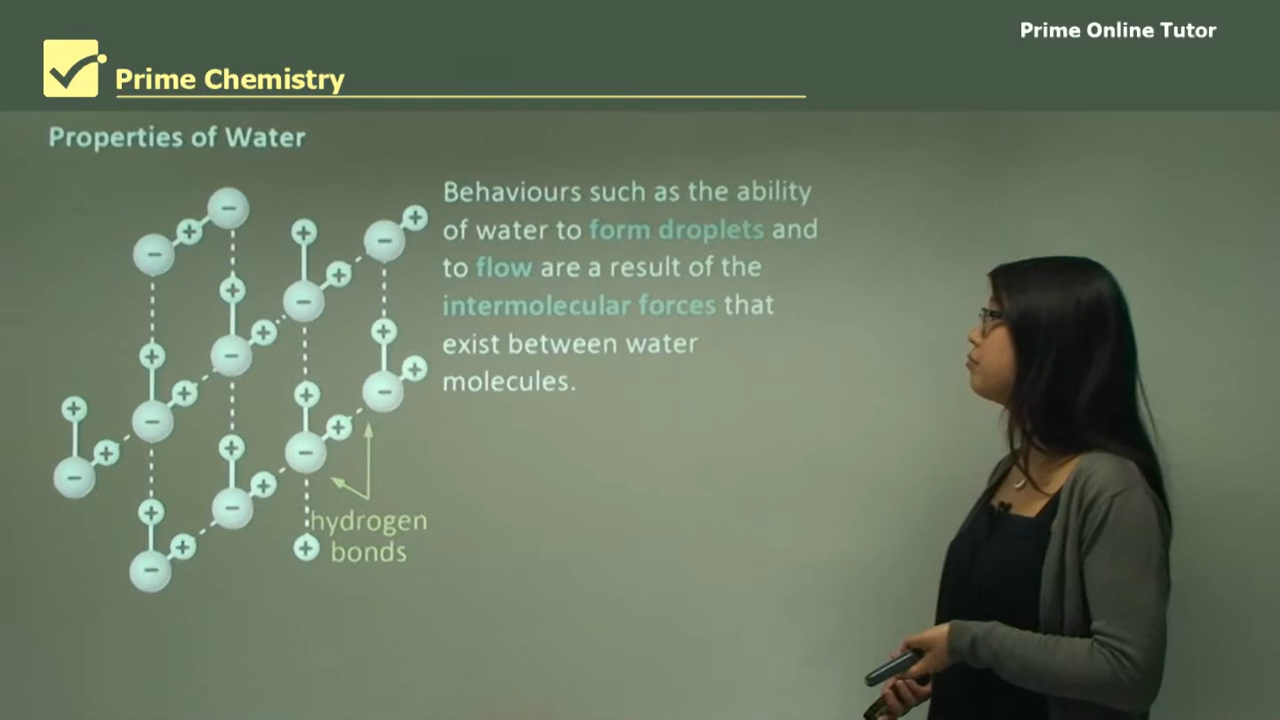 Prime Online Tutor
Prime Chemistry
Properties of Water
Behaviours such as the ability
of water to form droplets and
to flow are a result of the
intermolecular forces that
exist between water
molecules.
hydrogen
bonds